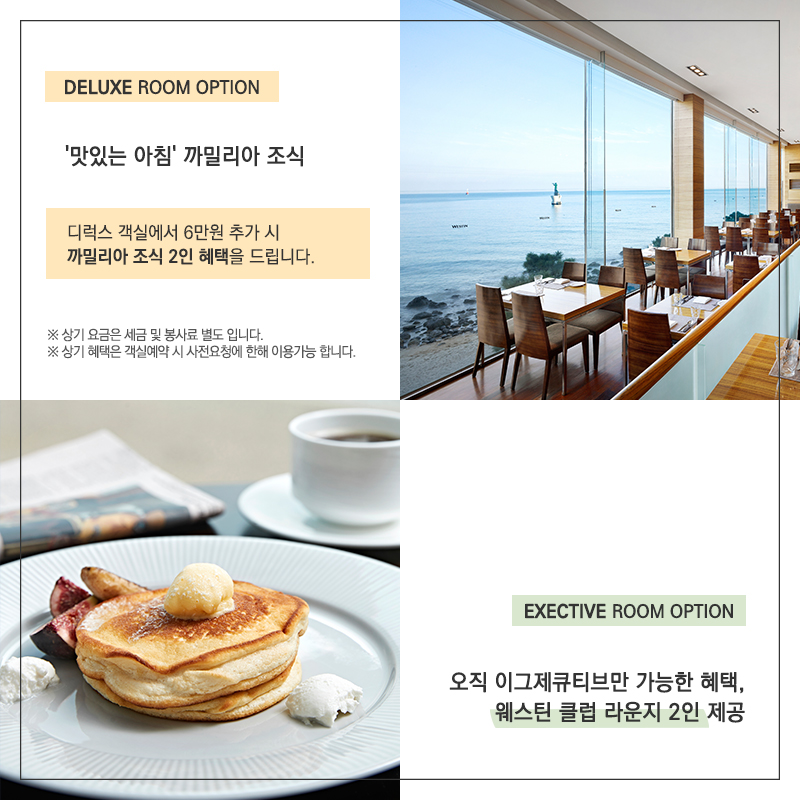 DELUXE ROOM OPTION
'맛있는 아침' 까밀리아 조식
디럭스 객실에서 6만원 추가 시
까밀리아 조식 2인 혜택을 드립니다.
※ 상기 요금은 세금 및 봉사료 별도 입니다.
※ 상기 혜택은 객실예약 시 사전요청에 한해 이용가능 합니다.
EXECTIVE ROOM OPTION
오직 이그제큐티브만 가능한 혜택,
웨스틴 클럽 라운지 2인 제공